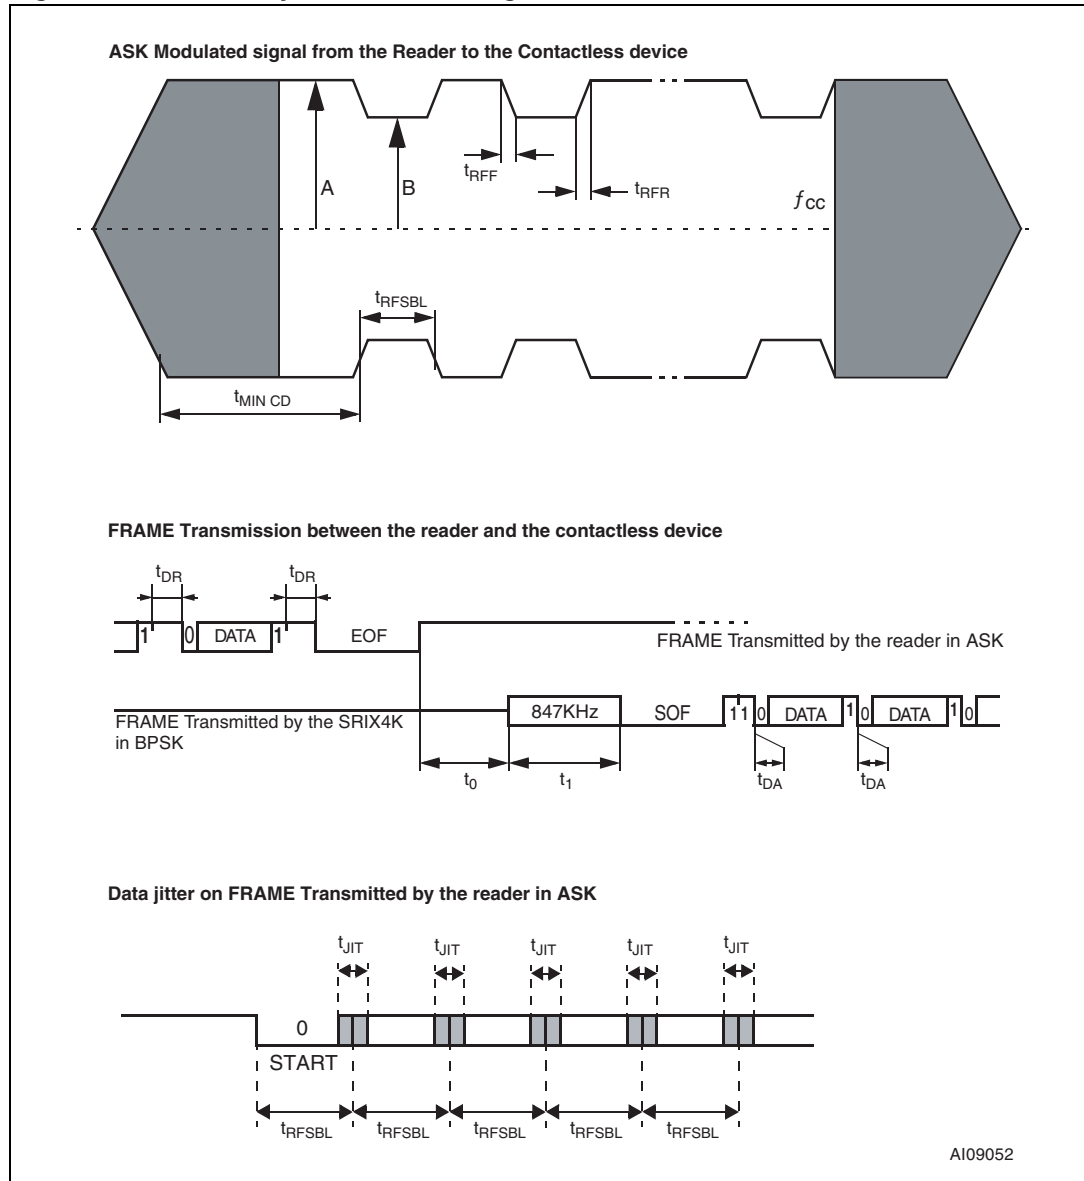 ASK Modulated signal from the Reader to the Contactless device
A
B
tRFF
tRFR
ƒcc
tRFSBL
tMIN CD
FRAME Transmission between the reader and the contactless device
tDR
tDR
1
0
DATA
1
EOF
FRAME Transmitted by the reader in ASK
FRAME Transmitted by the SRIX4K
in BPSK
847KHz
SOF
1 1 0
DATA
1 0
DATA
1 0
t0
t1
tDA
tDA
Data jitter on FRAME Transmitted by the reader in ASK
tJIT
tJIT
tJIT
tJIT
tJIT
0
START
tRFSBL
tRFSBL
tRFSBL
tRFSBL
tRFSBL
AI09052